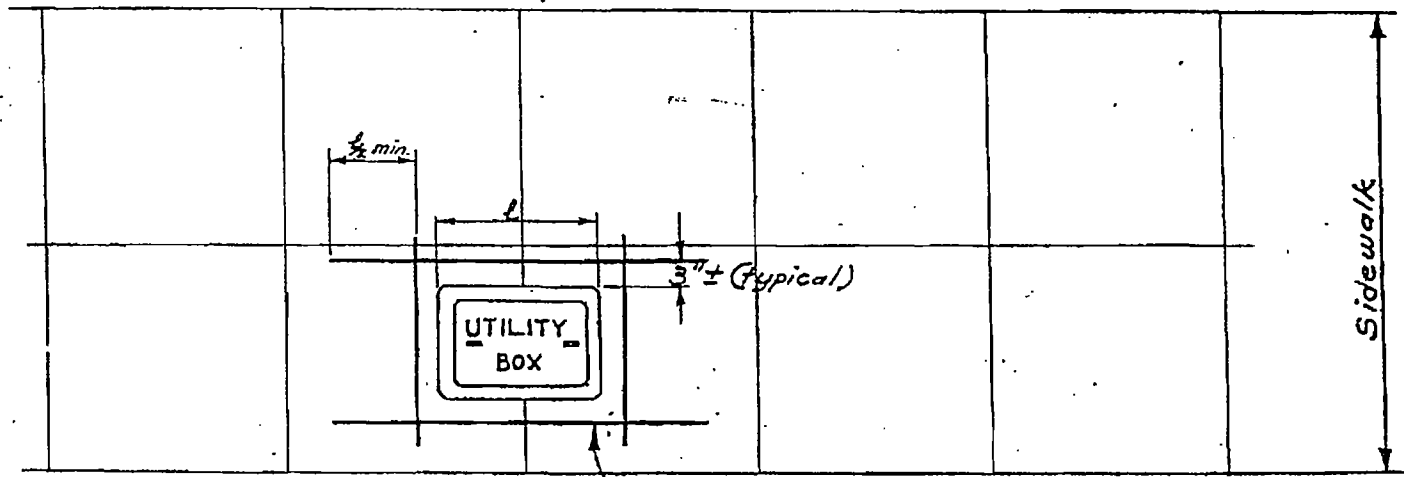 ℓ/2 min.
ℓ
3"± (typical)
UTILITY
BOX
Sidewalk